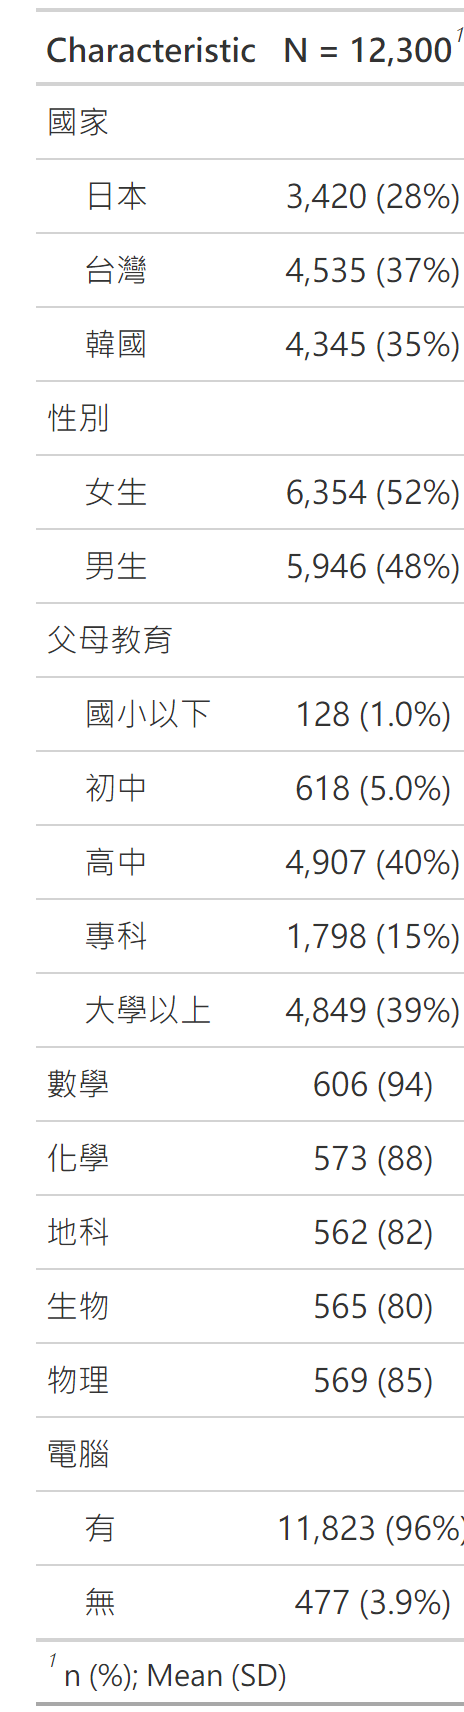 Characteristic N = 12,300¹
國家
日本 3,420 (28%)
台灣 4,535 (37%)
韓國 4,345 (35%)
性別
女生 6,354 (52%)
男生 5,946 (48%)
父母教育
國小以下 128 (1.0%)
初中 618 (5.0%)
高中 4,907 (40%)
專科 1,798 (15%)
大學以上 4,849 (39%)
數學 606 (94)
化學 573 (88)
地科 562 (82)
生物 565 (80)
物理 569 (85)
電腦
有 11,823 (96%)
無 477 (3.9%)
¹ n (%); Mean (SD)